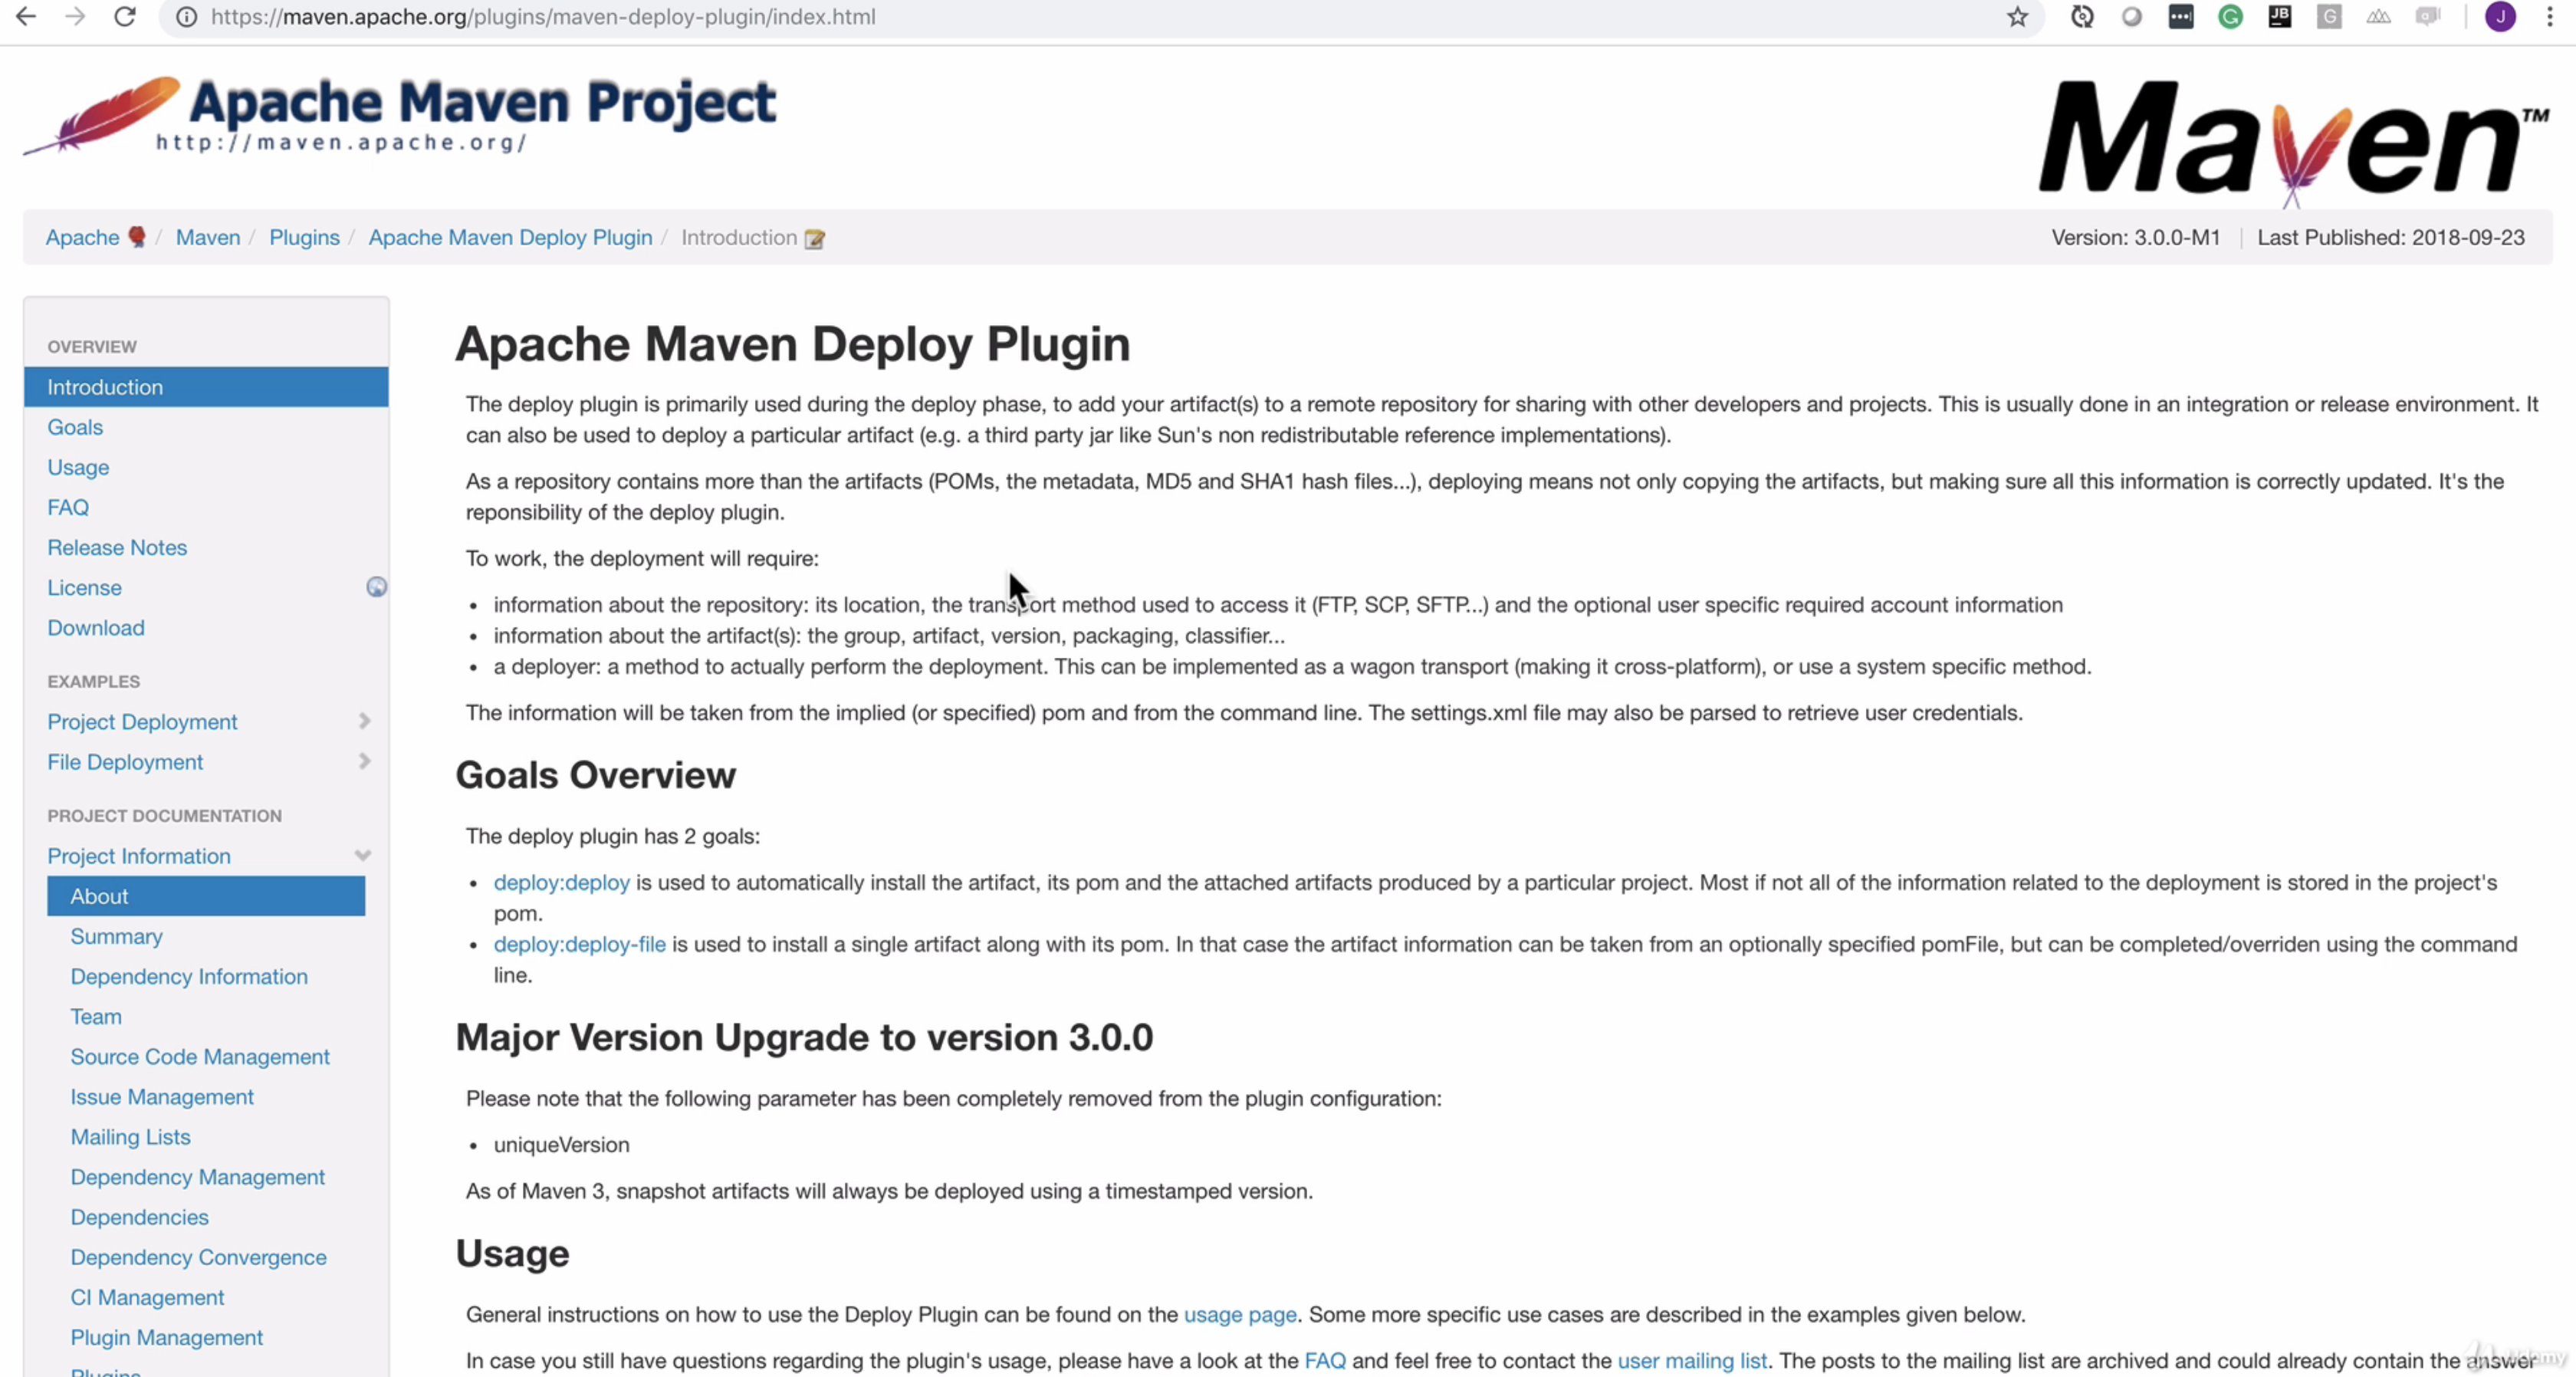 https://maven.apache.org/plugins/maven-deploy-plugin/index.html
JB
G
J
Apache Maven Project
http://maven.apache.org/
Maven™
Apache / Maven / Plugins / Apache Maven Deploy Plugin / Introduction
Version: 3.0.0-M1 | Last Published: 2018-09-23
OVERVIEW
Introduction
Goals
Usage
FAQ
Release Notes
License
Download
EXAMPLES
Project Deployment
File Deployment
PROJECT DOCUMENTATION
Project Information
About
Summary
Dependency Information
Team
Source Code Management
Issue Management
Mailing Lists
Dependency Management
Dependencies
Dependency Convergence
CI Management
Plugin Management
Plugins
Apache Maven Deploy Plugin
The deploy plugin is primarily used during the deploy phase, to add your artifact(s) to a remote repository for sharing with other developers and projects. This is usually done in an integration or release environment. It
can also be used to deploy a particular artifact (e.g. a third party jar like Sun's non redistributable reference implementations).
As a repository contains more than the artifacts (POMs, the metadata, MD5 and SHA1 hash files...), deploying means not only copying the artifacts, but making sure all this information is correctly updated. It's the
reponsibility of the deploy plugin.
To work, the deployment will require:
• information about the repository: its location, the transport method used to access it (FTP, SCP, SFTP...) and the optional user specific required account information
• information about the artifact(s): the group, artifact, version, packaging, classifier...
• a deployer: a method to actually perform the deployment. This can be implemented as a wagon transport (making it cross-platform), or use a system specific method.
The information will be taken from the implied (or specified) pom and from the command line. The settings.xml file may also be parsed to retrieve user credentials.
Goals Overview
The deploy plugin has 2 goals:
• deploy:deploy is used to automatically install the artifact, its pom and the attached artifacts produced by a particular project. Most if not all of the information related to the deployment is stored in the project's
pom.
• deploy:deploy-file is used to install a single artifact along with its pom. In that case the artifact information can be taken from an optionally specified pomFile, but can be completed/overriden using the command
line.
Major Version Upgrade to version 3.0.0
Please note that the following parameter has been completely removed from the plugin configuration:
• uniqueVersion
As of Maven 3, snapshot artifacts will always be deployed using a timestamped version.
Usage
General instructions on how to use the Deploy Plugin can be found on the usage page. Some more specific use cases are described in the examples given below.
In case you still have questions regarding the plugin's usage, please have a look at the FAQ and feel free to contact the user mailing list. The posts to the mailing list are archived and could already contain the answer
Udemy